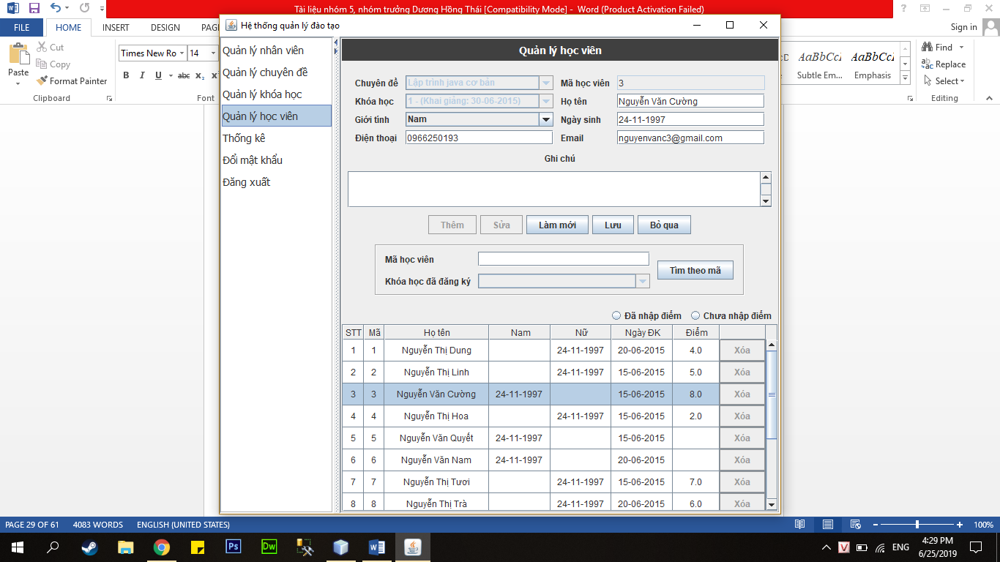 Tài liệu nhóm 5, nhóm trưởng Dương Hồng Thái [Compatibility Mode] - Word (Product Activation Failed)
FILE HOME INSERT DESIGN Sign in
Cut
Copy
Format Painter
Paste
Clipboard
Times New Ro 14
B I U abc x₂
Font
AaBbCcI AaBbCcI
Subtle Em... Emphasis
Find
Replace
Select
Editing
Hệ thống quản lý đào tạo
Quản lý nhân viên
Quản lý chuyên đề
Quản lý khóa học
Quản lý học viên
Thống kê
Đổi mật khẩu
Đăng xuất
Quản lý học viên
Chuyên đề Lập trình java cơ bản Mã học viên 3
Khóa học 1 - (Khai giảng: 30-06-2015) Họ tên Nguyễn Văn Cường
Giới tính Nam Ngày sinh 24-11-1997
Điện thoại 0966250193 Email nguyenvanc3@gmail.com
Ghi chú
Thêm Sửa Làm mới Lưu Bỏ qua
Mã học viên
Khóa học đã đăng ký
Tìm theo mã
Đã nhập điểm Chưa nhập điểm
STT Mã Họ tên Nam Nữ Ngày ĐK Điểm
1 1 Nguyễn Thị Dung 24-11-1997 20-06-2015 4.0 Xóa
2 2 Nguyễn Thị Linh 24-11-1997 15-06-2015 5.0 Xóa
3 3 Nguyễn Văn Cường 24-11-1997 15-06-2015 8.0 Xóa
4 4 Nguyễn Thị Hoa 24-11-1997 15-06-2015 2.0 Xóa
5 5 Nguyễn Văn Quyết 24-11-1997 15-06-2015 Xóa
6 6 Nguyễn Văn Nam 24-11-1997 20-06-2015 Xóa
7 7 Nguyễn Thị Tươi 24-11-1997 15-06-2015 7.0 Xóa
8 8 Nguyễn Thị Trà 24-11-1997 20-06-2015 6.0 Xóa
PAGE 29 OF 61 4083 WORDS ENGLISH (UNITED STATES) 100%
Ps Dw ENG
4:29 PM
6/25/2019